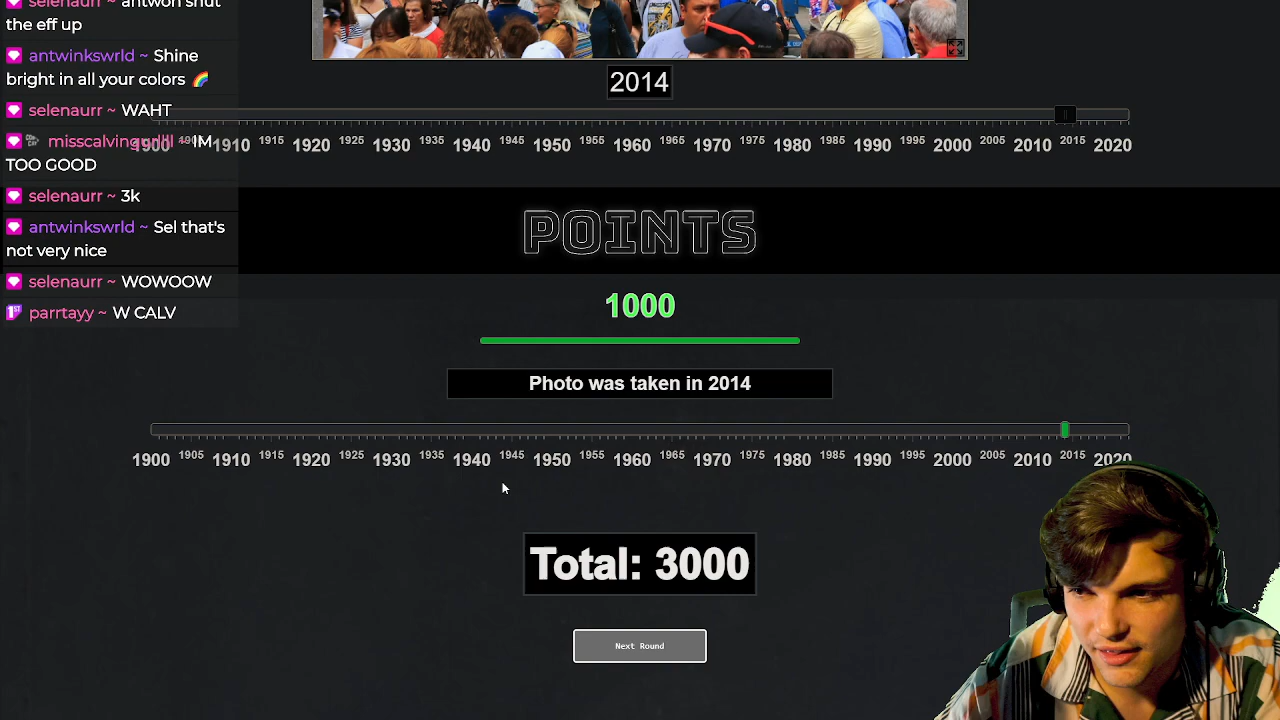 selenaurr ~ antwon shut
the eff up
antwinkswrld ~ Shine
bright in all your colors 🌈
selenaurr ~ WAHT
~ IM
TOO GOOD
selenaurr ~ 3k
antwinkswrld ~ Sel that's
not very nice
selenaurr ~ WOWOOW
1ST parrtayy ~ W CALV
2014
1900 1910 1915 1920 1925 1930 1935 1940 1945 1950 1955 1960 1965 1970 1975 1980 1985 1990 1995 2000 2005 2010 2015 2020
POINTS
1000
Photo was taken in 2014
1900 1905 1910 1915 1920 1925 1930 1935 1940 1945 1950 1955 1960 1965 1970 1975 1980 1985 1990 1995 2000 2005 2010 2015 2020
Total: 3000
Next Round